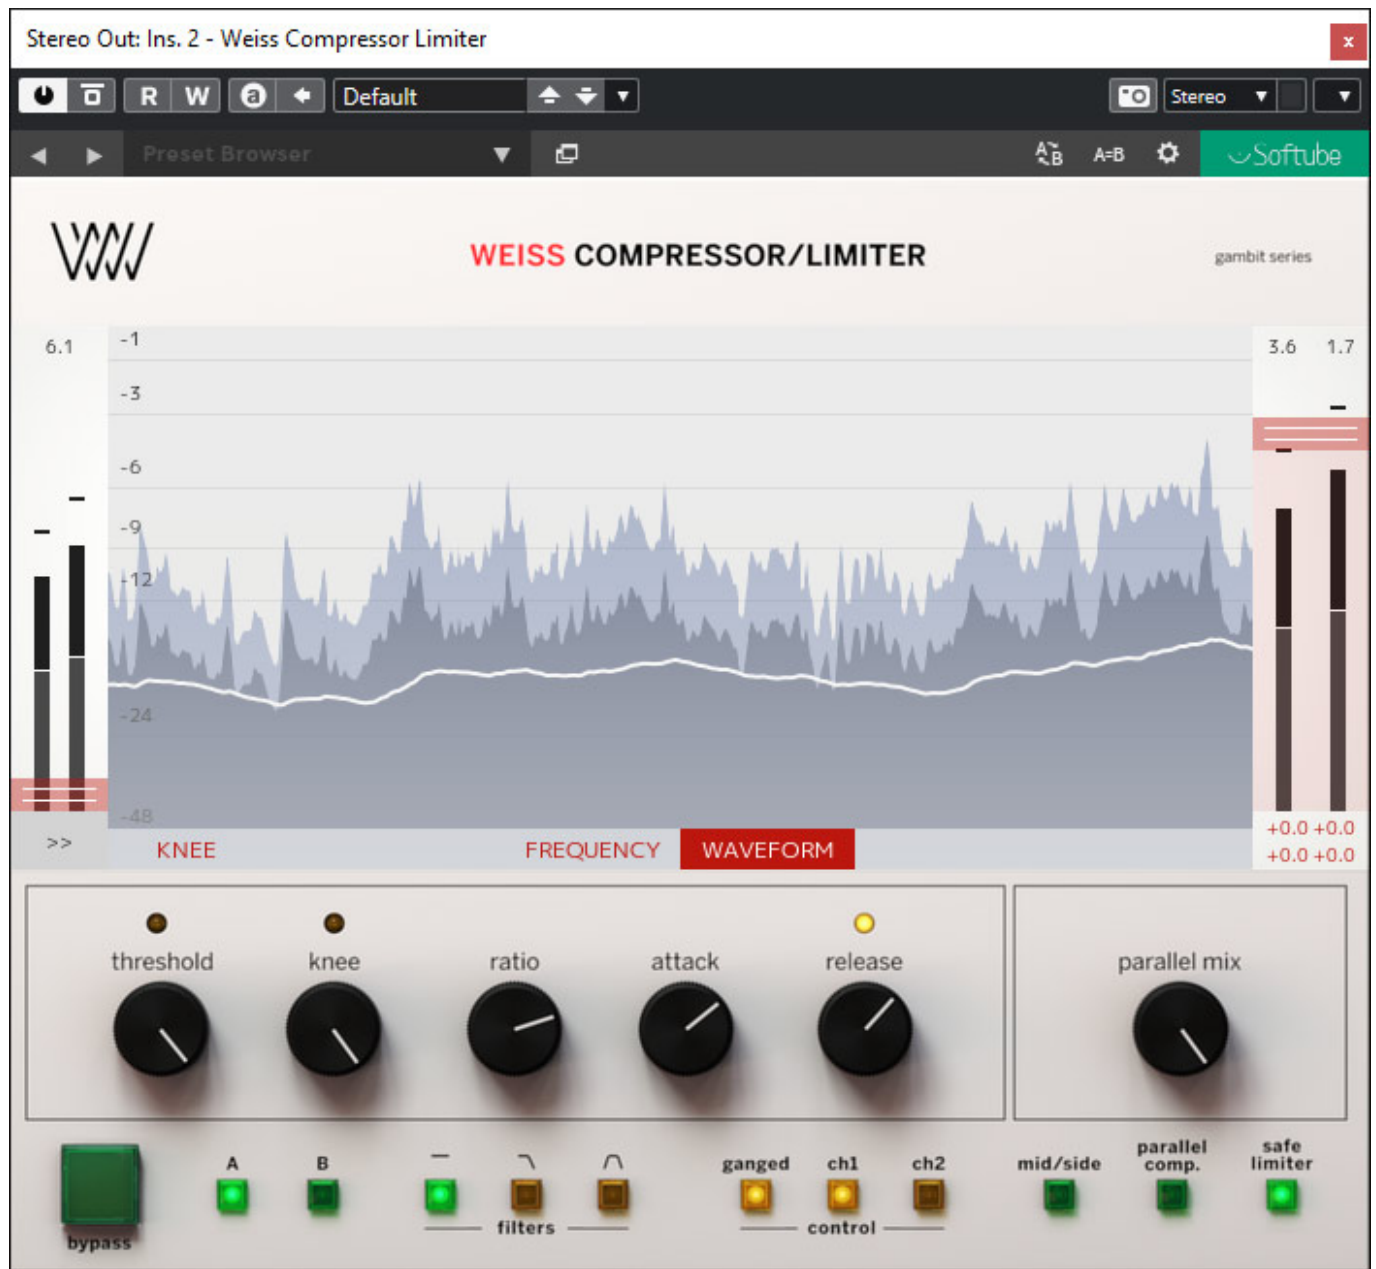 Stereo Out: Ins. 2 - Weiss Compressor Limiter
x
R W a Default Stereo
Preset Browser A B A=B Softube
WEISS COMPRESSOR/LIMITER
gambit series
6.1 -1 3.6 1.7
-3
-6
-9
-12
-24
-48
>> +0.0 +0.0
KNEE FREQUENCY WAVEFORM +0.0 +0.0
threshold knee ratio attack release parallel mix
A B ganged ch1 ch2 mid/side parallel comp. safe limiter
filters control
bypass